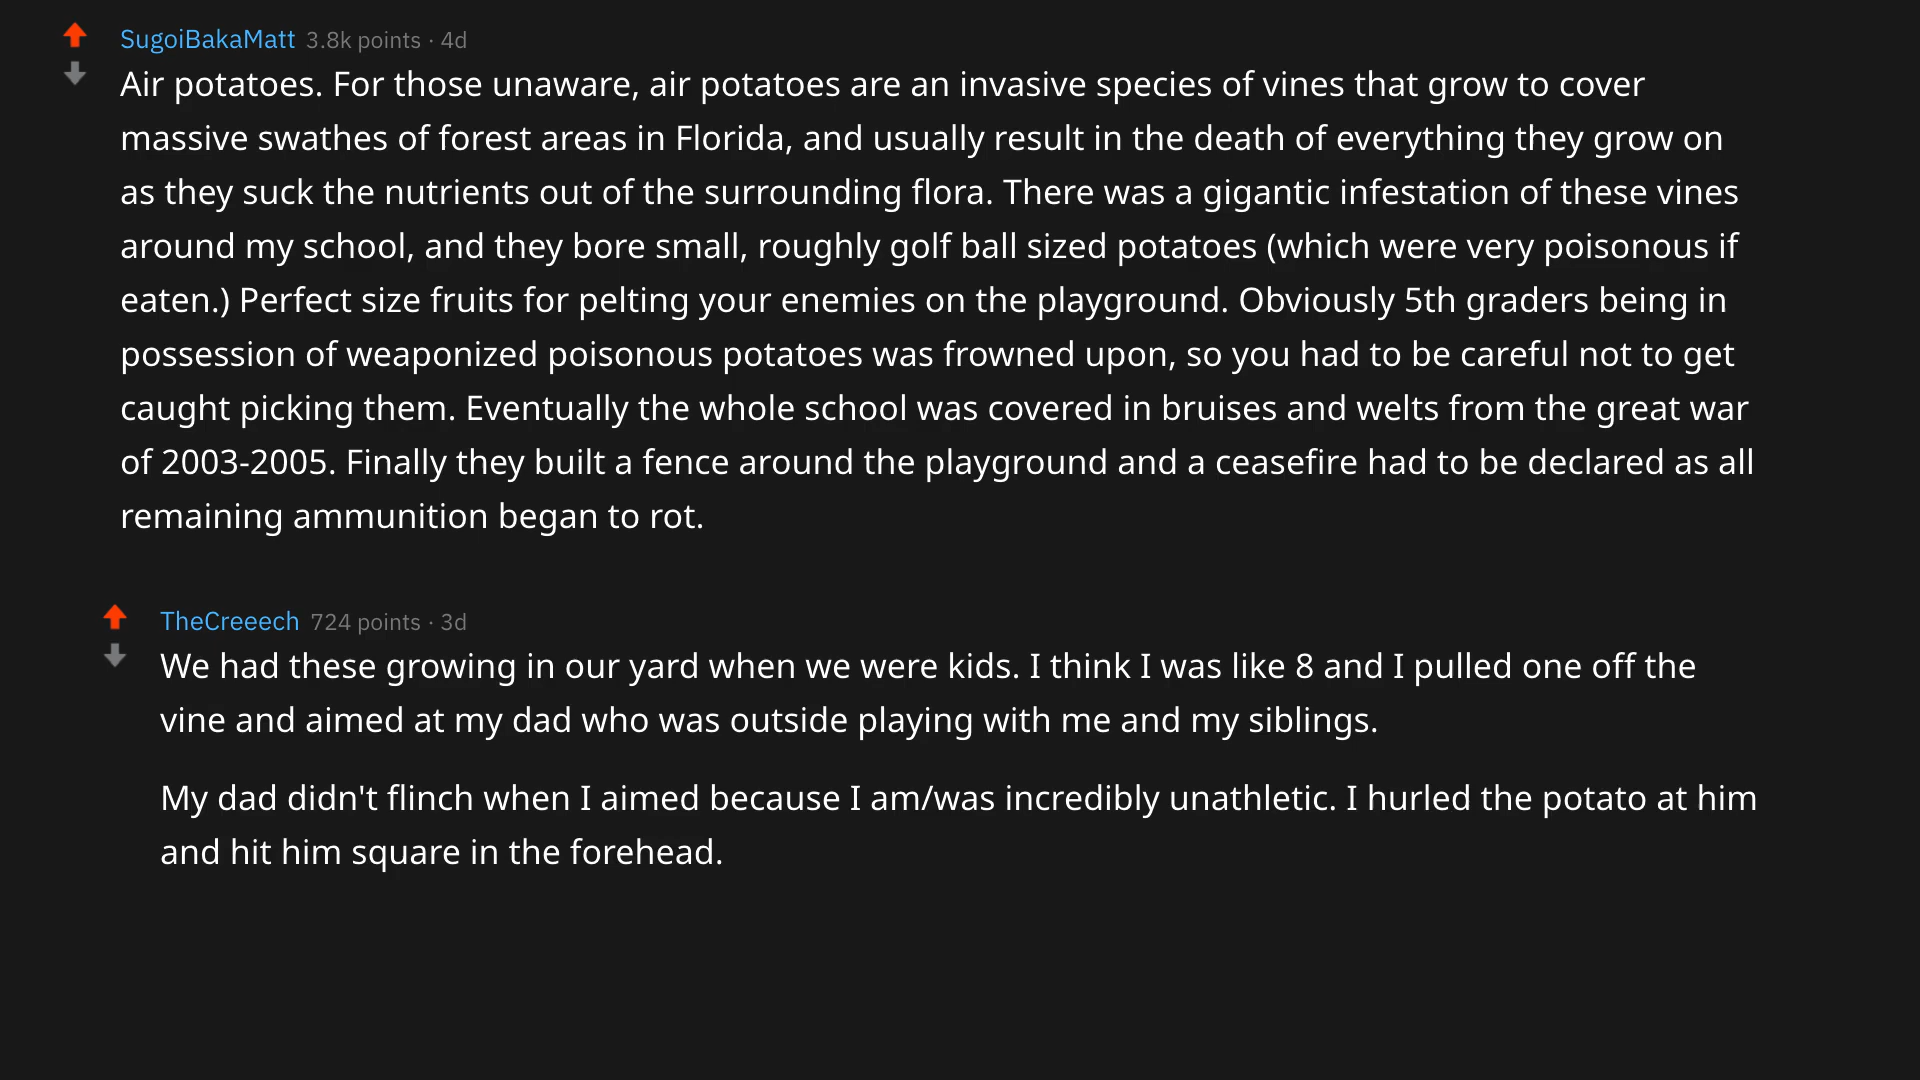 SugoiBakaMatt 3.8k points · 4d
Air potatoes. For those unaware, air potatoes are an invasive species of vines that grow to cover
massive swathes of forest areas in Florida, and usually result in the death of everything they grow on
as they suck the nutrients out of the surrounding flora. There was a gigantic infestation of these vines
around my school, and they bore small, roughly golf ball sized potatoes (which were very poisonous if
eaten.) Perfect size fruits for pelting your enemies on the playground. Obviously 5th graders being in
possession of weaponized poisonous potatoes was frowned upon, so you had to be careful not to get
caught picking them. Eventually the whole school was covered in bruises and welts from the great war
of 2003-2005. Finally they built a fence around the playground and a ceasefire had to be declared as all
remaining ammunition began to rot.
TheCreeech 724 points · 3d
We had these growing in our yard when we were kids. I think I was like 8 and I pulled one off the
vine and aimed at my dad who was outside playing with me and my siblings.
My dad didn't flinch when I aimed because I am/was incredibly unathletic. I hurled the potato at him
and hit him square in the forehead.